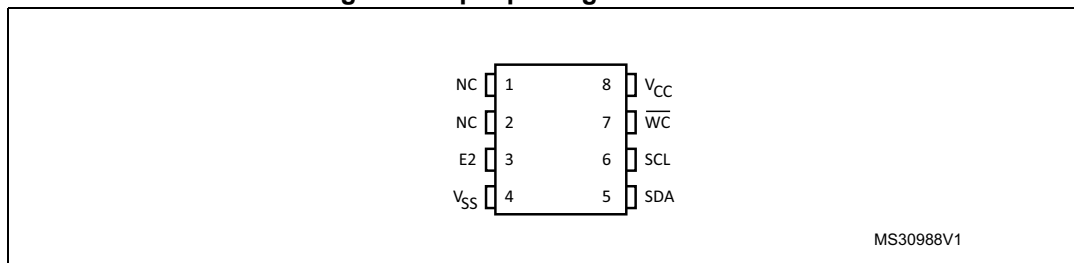 NC 1 8 VCC
NC 2 7 WC
E2 3 6 SCL
VSS 4 5 SDA
MS30988V1